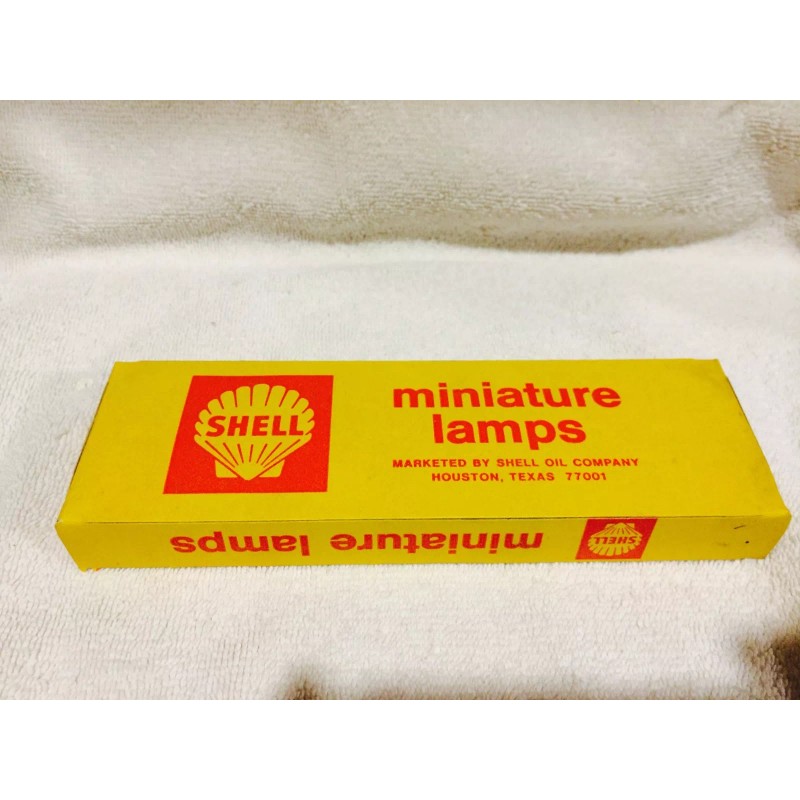 SHELL
miniature
lamps
MARKETED BY SHELL OIL COMPANY
HOUSTON, TEXAS 77001
miniature lamps
SHELL